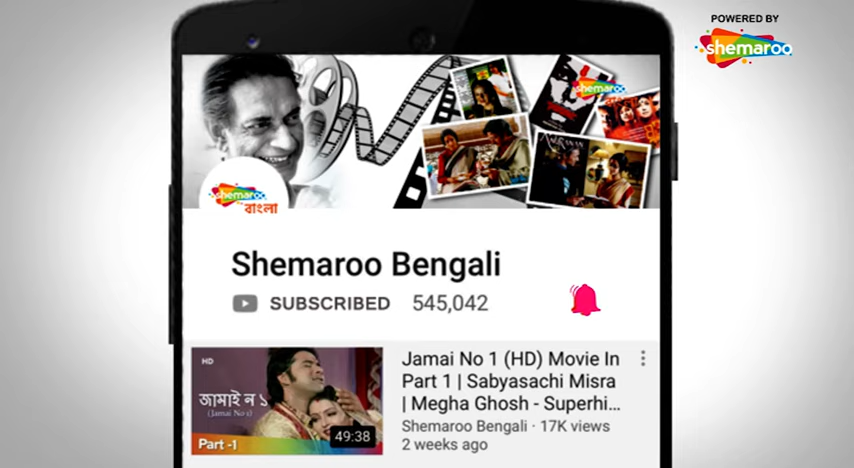 POWERED BY
shemaroo
shemaroo
shemaroo
বাংলা
Shemaroo Bengali
SUBSCRIBED 545,042
HD
জামাই ন ১
(Jamai No 1)
Part -1
49:38
Jamai No 1 (HD) Movie In
Part 1 | Sabyasachi Misra
| Megha Ghosh - Superhi...
Shemaroo Bengali · 17K views
2 weeks ago